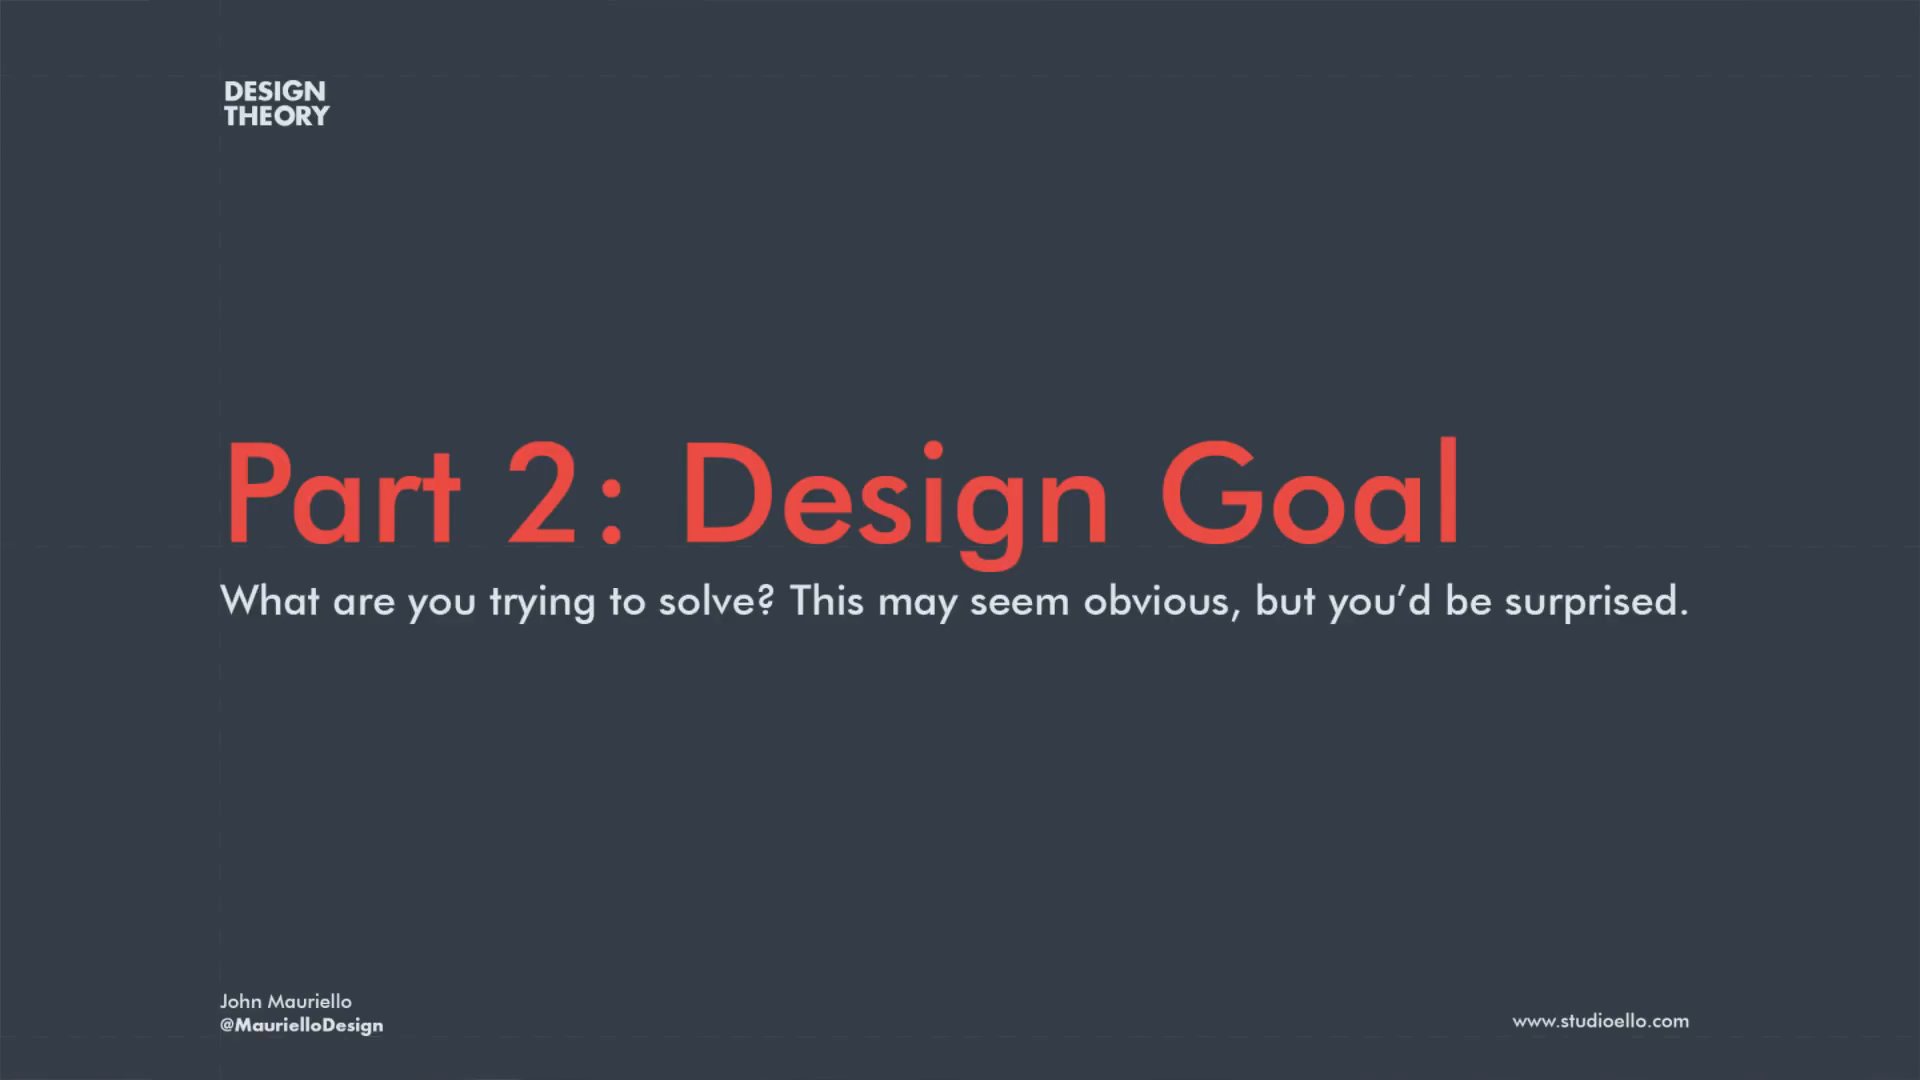 DESIGN
THEORY
Part 2: Design Goal
What are you trying to solve? This may seem obvious, but you’d be surprised.
John Mauriello
@MaurielloDesign
www.studioello.com